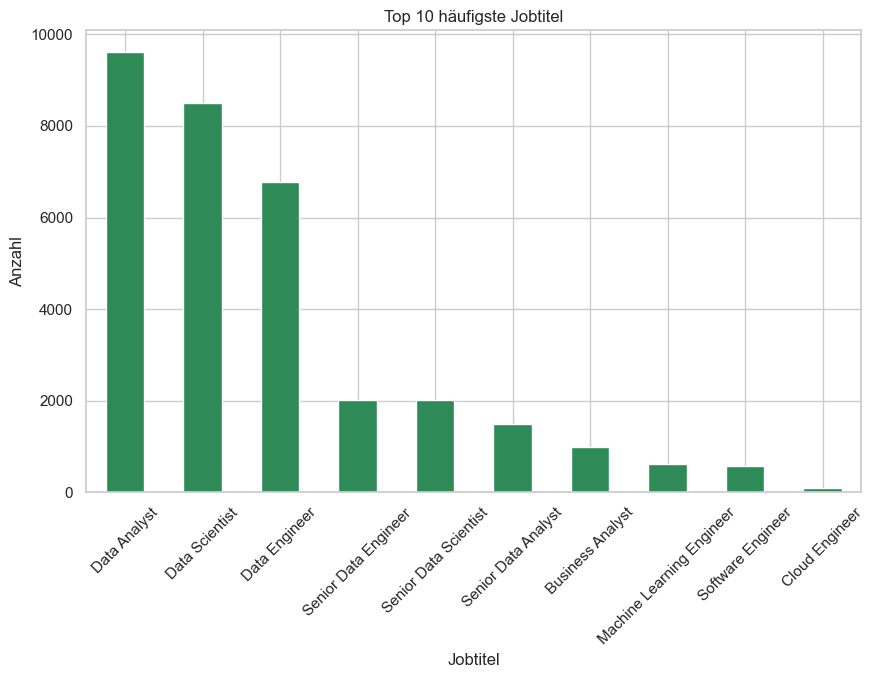 Top 10 häufigste Jobtitel
10000
8000
6000
4000
2000
0
Anzahl
Data Analyst
Data Scientist
Data Engineer
Senior Data Engineer
Senior Data Scientist
Senior Data Analyst
Business Analyst
Machine Learning Engineer
Software Engineer
Cloud Engineer
Jobtitel